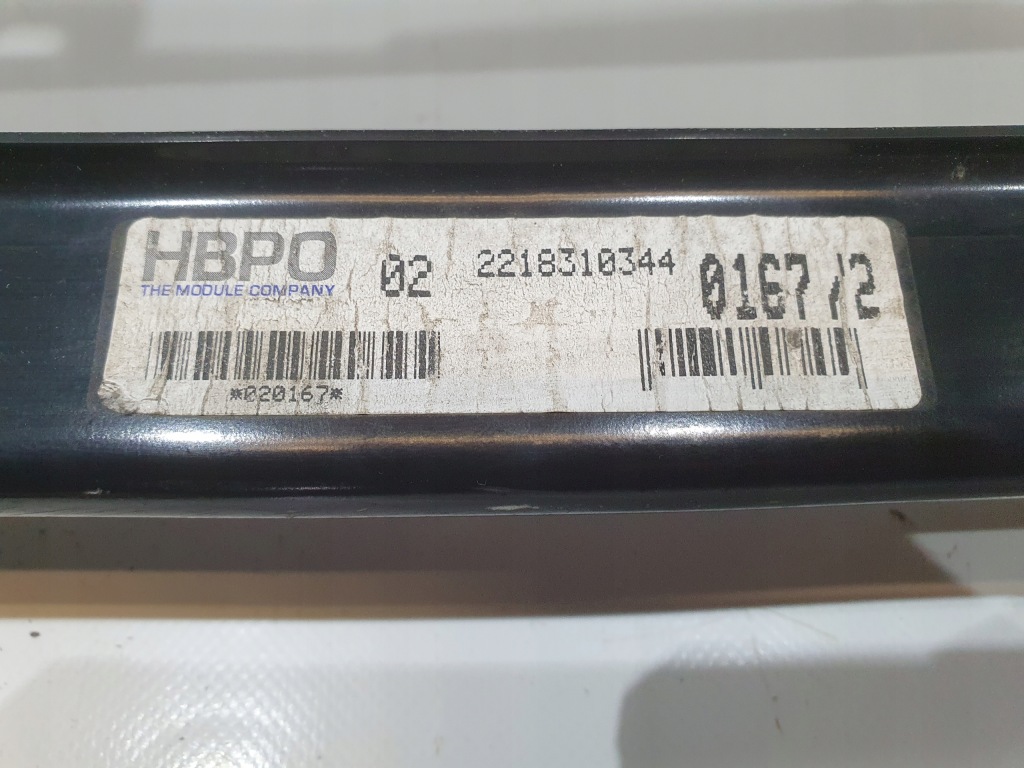 HBPO
THE MODULE COMPANY
02 2218310344 0167/2
*020167*